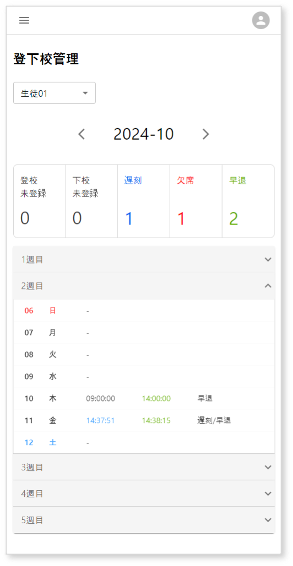 登下校管理
生徒01
2024-10
登校 下校 遅刻 欠席 早退
未登録 未登録
0 0 1 1 2
1週目
2週目
06 日 -
07 月 -
08 火 -
09 水 -
10 木 09:00:00 14:00:00 早退
11 金 14:37:51 14:38:15 遅刻/早退
12 土 -
3週目
4週目
5週目